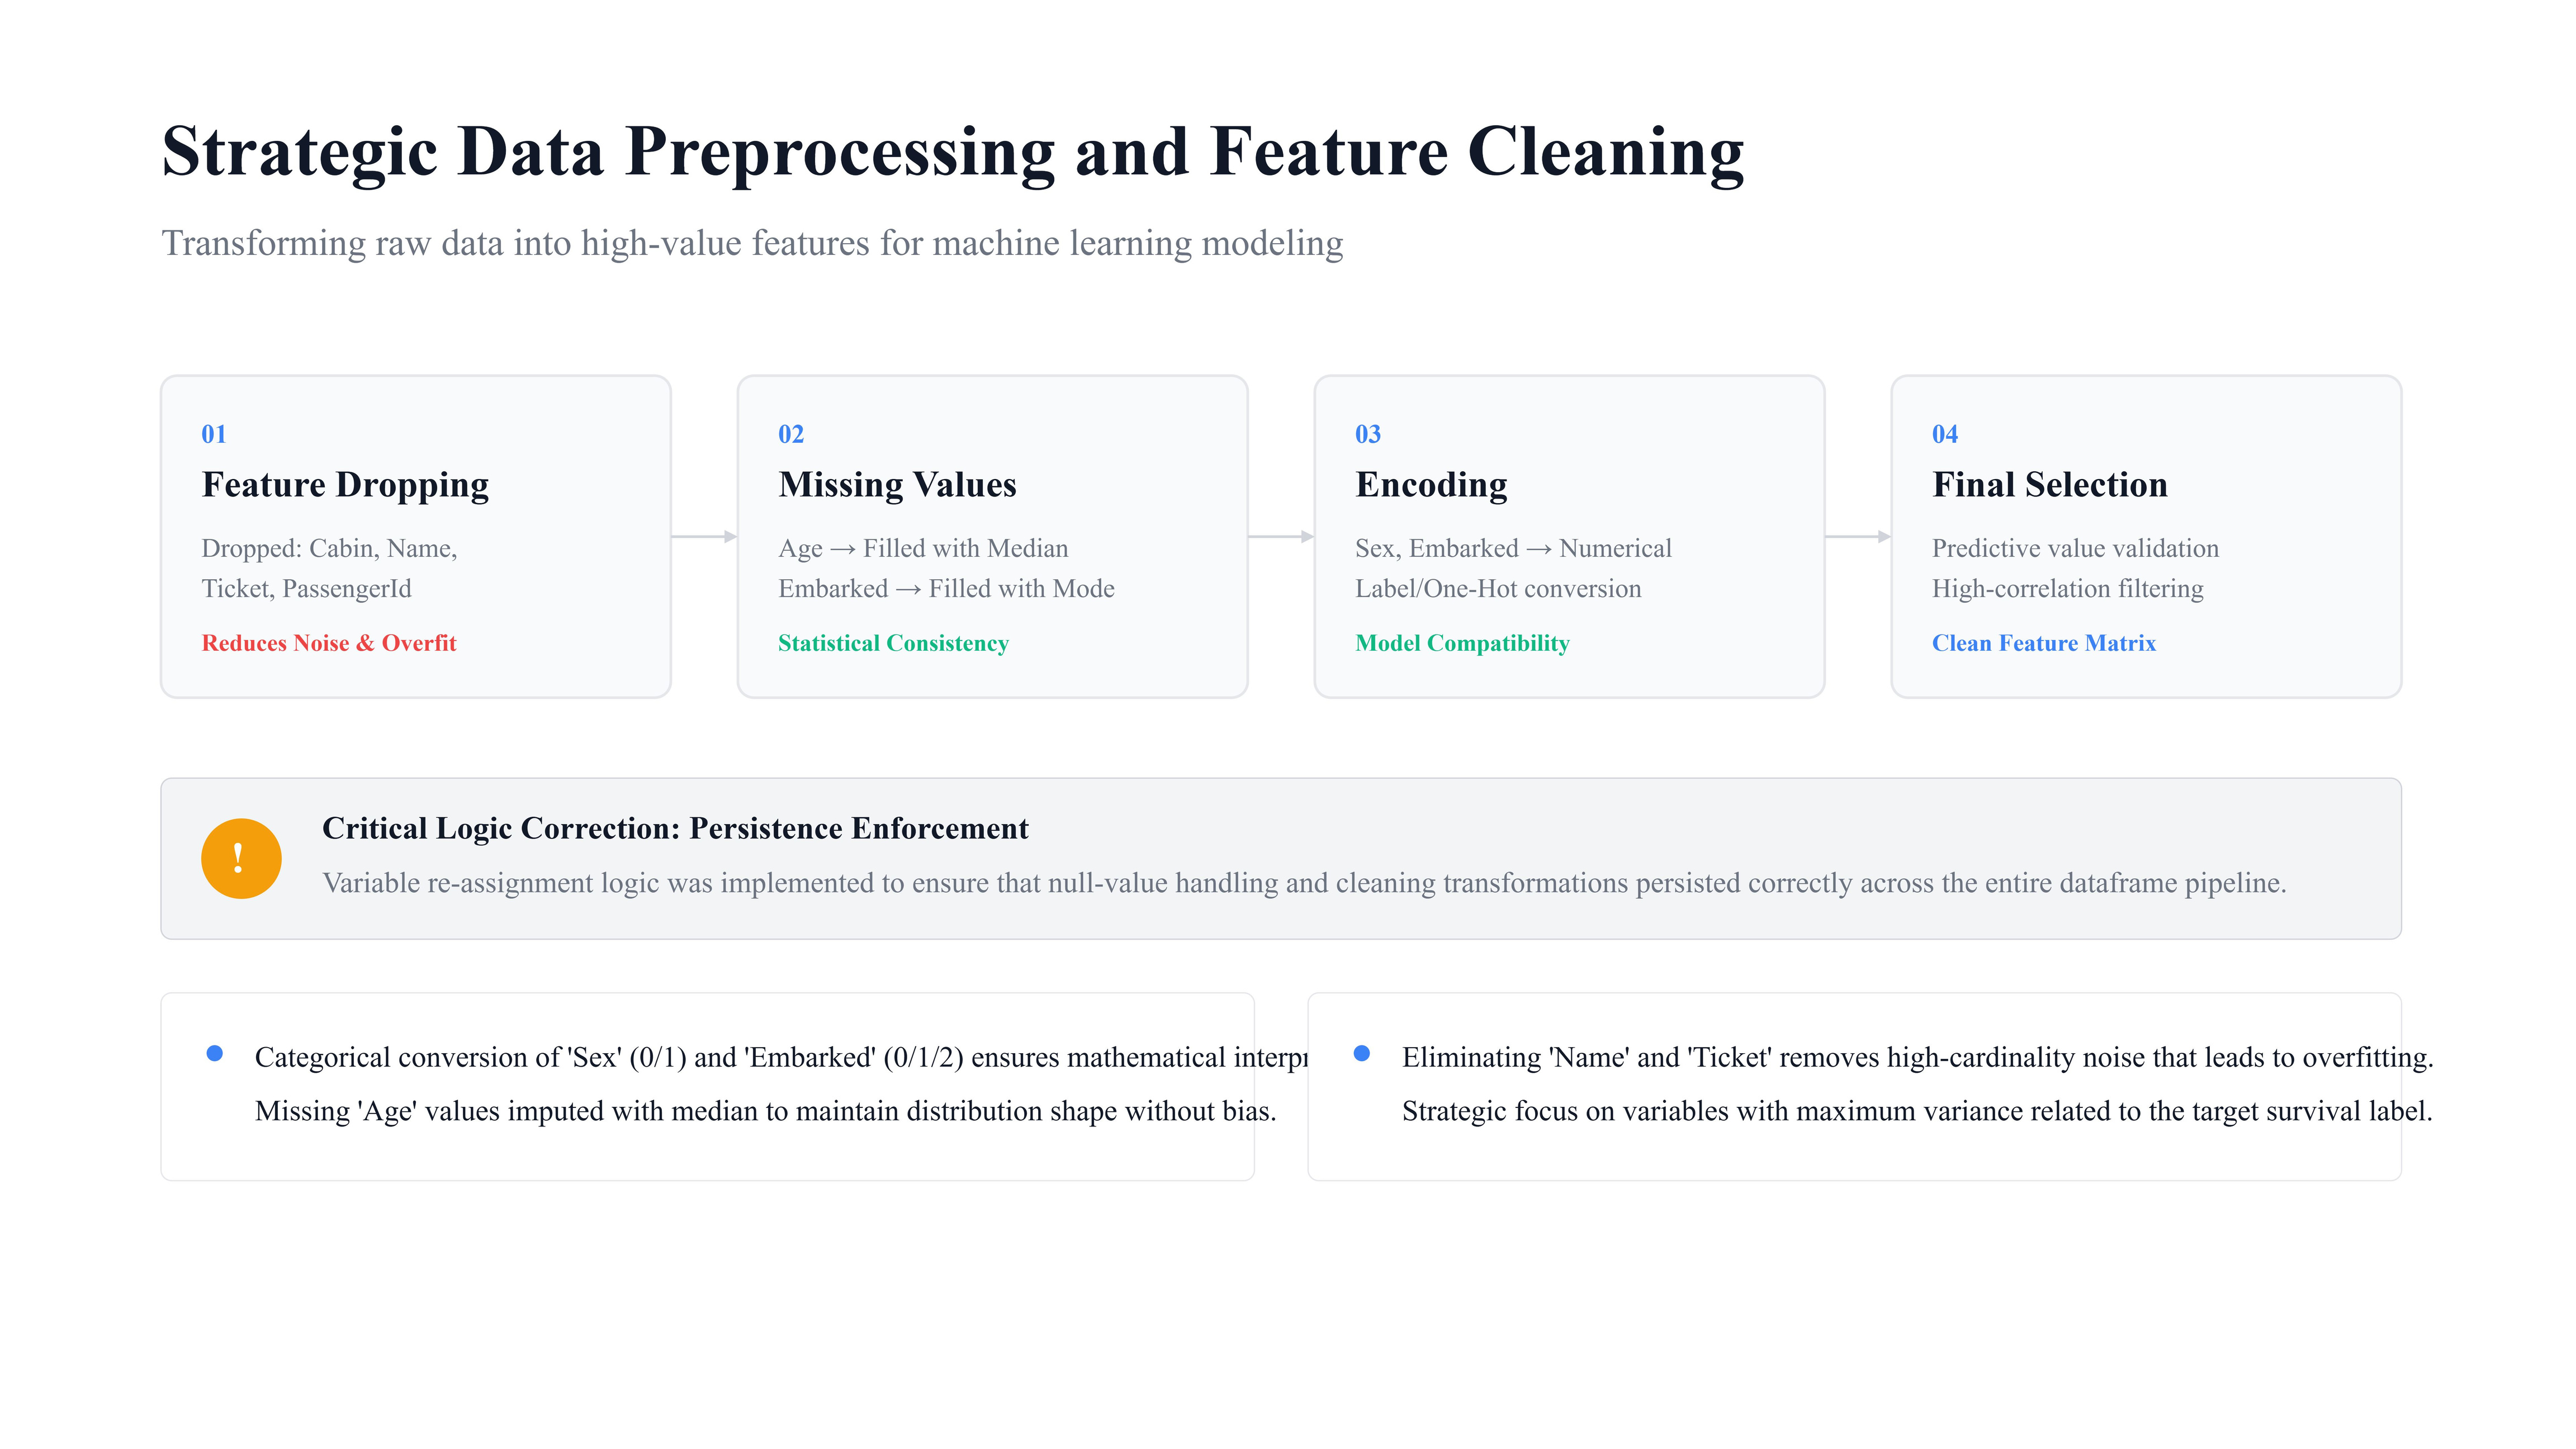 Strategic Data Preprocessing and Feature Cleaning
Transforming raw data into high-value features for machine learning modeling
01
Feature Dropping
Dropped: Cabin, Name,
Ticket, PassengerId
Reduces Noise & Overfit
02
Missing Values
Age → Filled with Median
Embarked → Filled with Mode
Statistical Consistency
03
Encoding
Sex, Embarked → Numerical
Label/One-Hot conversion
Model Compatibility
04
Final Selection
Predictive value validation
High-correlation filtering
Clean Feature Matrix
!
Critical Logic Correction: Persistence Enforcement
Variable re-assignment logic was implemented to ensure that null-value handling and cleaning transformations persisted correctly across the entire dataframe pipeline.
Categorical conversion of 'Sex' (0/1) and 'Embarked' (0/1/2) ensures mathematical
Missing 'Age' values imputed with median to maintain distribution shape without bias.
Eliminating 'Name' and 'Ticket' removes high-cardinality noise that leads to overfitting.
Strategic focus on variables with maximum variance related to the target survival label.